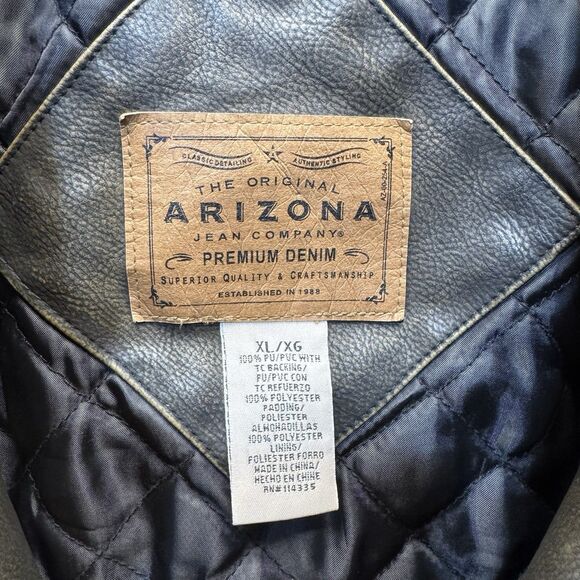 CLASSIC DETAILING AUTHENTIC STYLING
THE ORIGINAL
ARIZONA
JEAN COMPANY®
PREMIUM DENIM
SUPERIOR QUALITY & CRAFTSMANSHIP
ESTABLISHED IN 1988
XL/XG
100% PU/PVC WITH
TC BACKING/
PU/PVC CON
TC REFUERZO
100% POLYESTER
PADDING/
POLIESTER
ALMOHADILLAS
100% POLYESTER
LINING/
POLIESTER FORRO
MADE IN CHINA/
HECHO EN CHINE
RN#114335